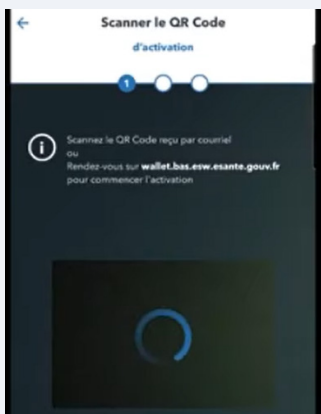 Scanner le QR Code
d'activation
1
Scannez le QR Code reçu par courriel
ou
Rendez-vous sur wallet.bas.esw.esante.gouv.fr
pour commencer l'activation